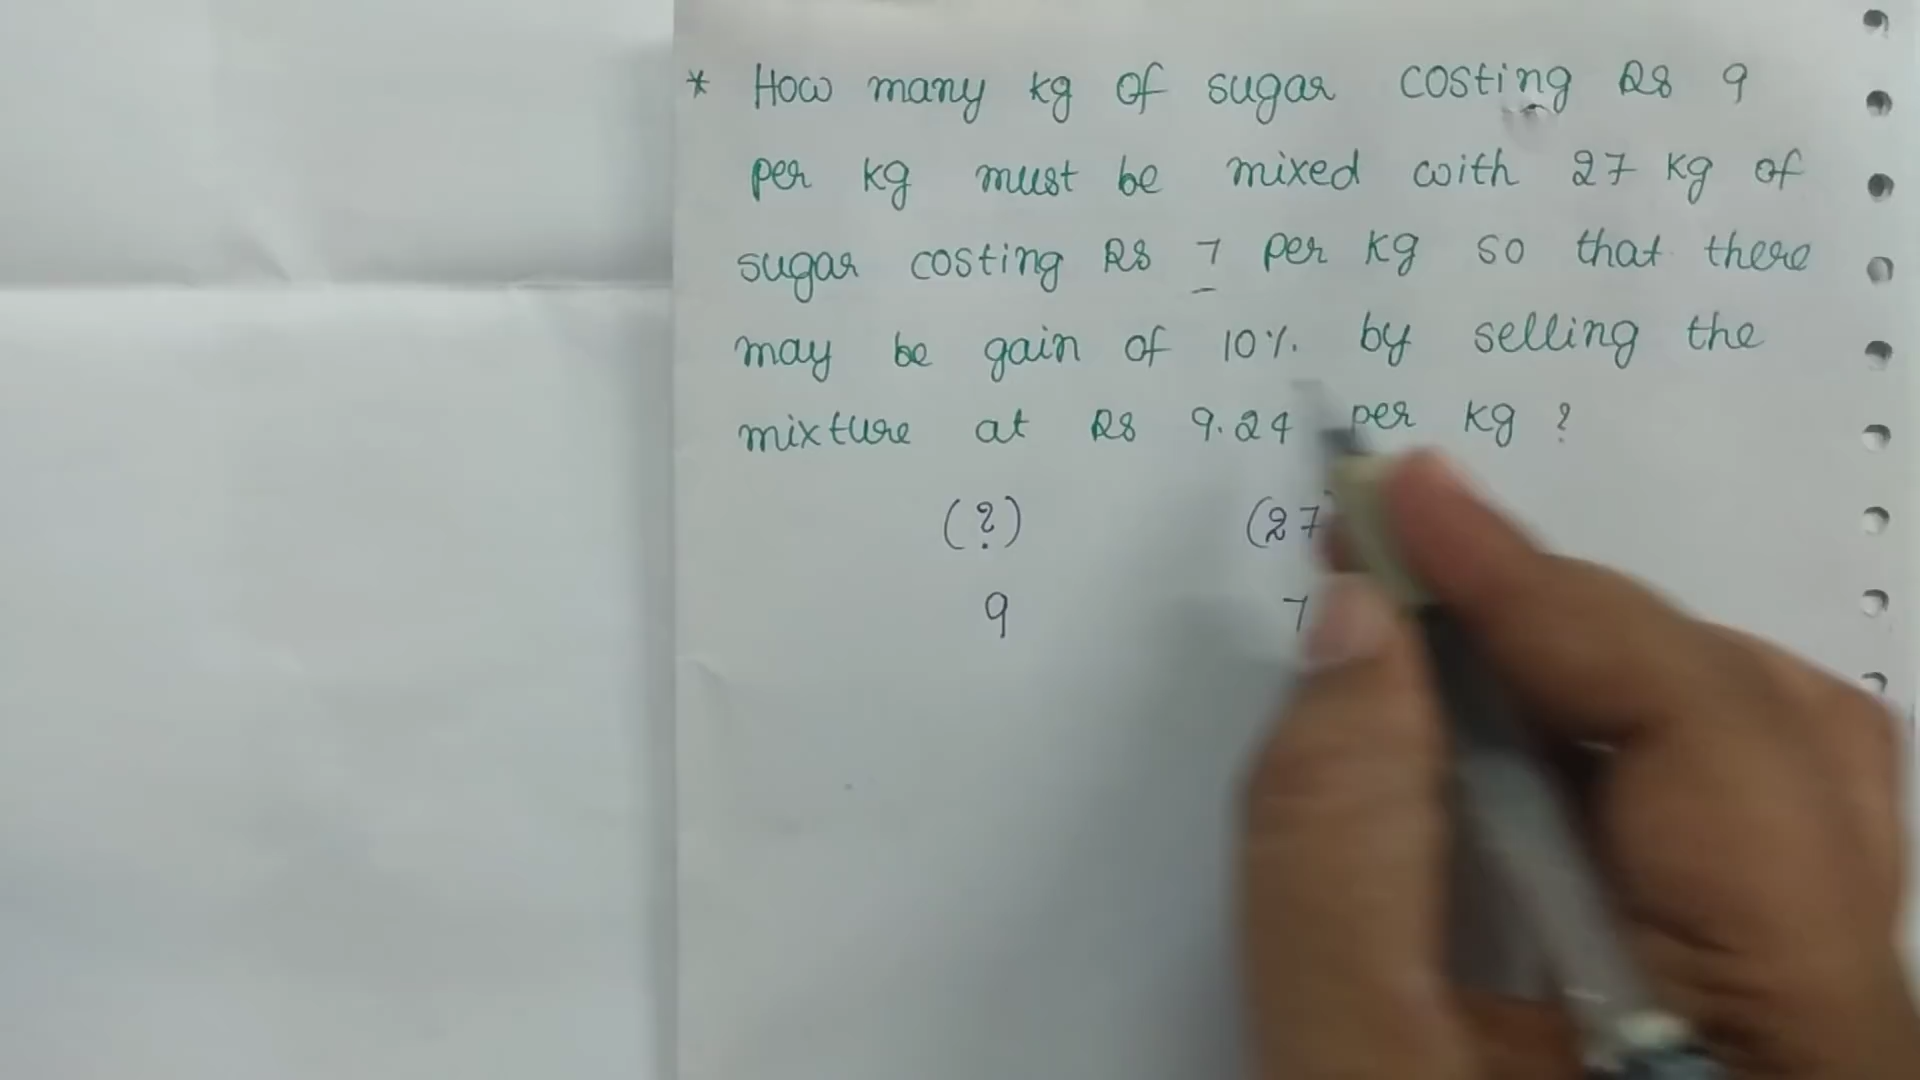 * How many kg of sugar costing Rs 9
per kg must be mixed with 27 kg of
sugar costing Rs 7 per kg so that there
may be gain of 10% by selling the
mixture at Rs 9.24 per kg ?
(?) (27)
9 7